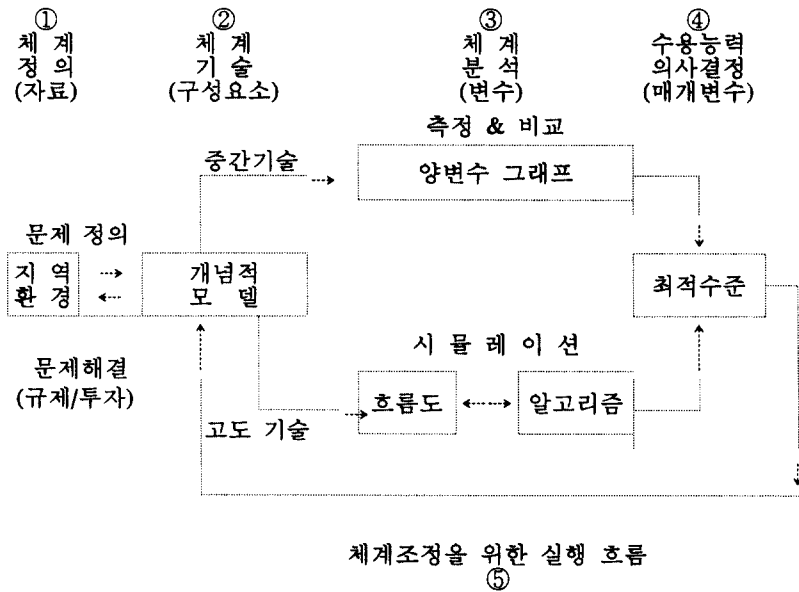 ① ② ③ ④
체 계 체 계 체 계 수용능력
정 의 기 술 분 석 의사결정
(자료) (구성요소) (변수) (매개변수)
측정 & 비교
중간기술 양변수 그래프
문제 정의
지 역 개념적 최적수준
환 경 모 델
시 뮬 레 이 션
문제해결
(규제/투자) 흐름도 알고리즘
고도 기술
체계조정을 위한 실행 흐름
⑤